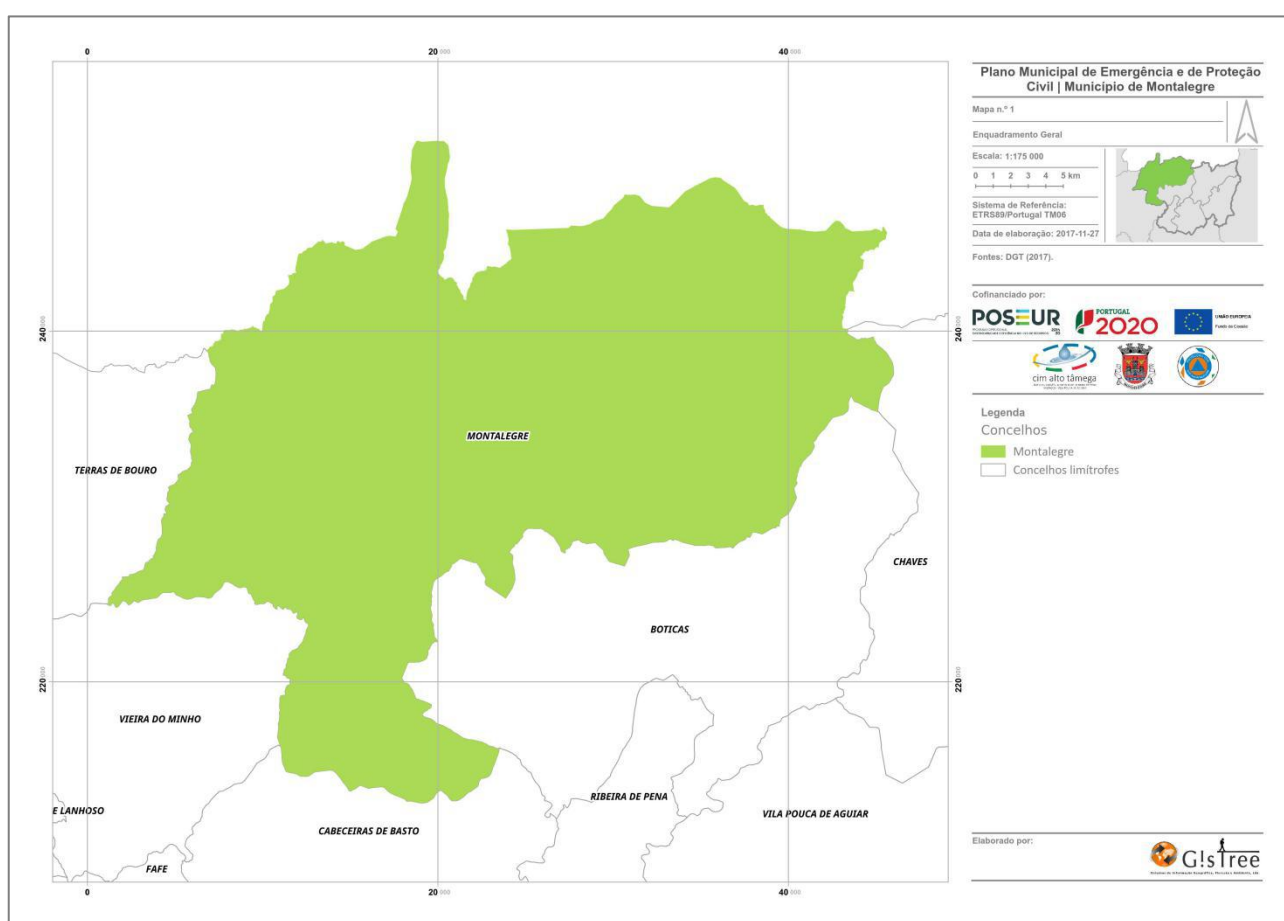 0
20 000
40 000
240 000
240 000
220 000
220 000
MONTALEGRE
TERRAS DE BOURO
CHAVES
BOTICAS
VIEIRA DO MINHO
E LANHOSO
RIBEIRA DE PENA
VILA POUCA DE AGUIAR
CABECEIRAS DE BASTO
FAFE
0
20 000
40 000
Plano Municipal de Emergência e de Proteção
Civil | Município de Montalegre
Mapa n.º 1
Enquadramento Geral
Escala: 1:175 000
0 1 2 3 4 5 km
Sistema de Referência:
ETRS89/Portugal TM06
Data de elaboração: 2017-11-27
Fontes: DGT (2017).
Cofinanciado por:
POSEUR
PORTUGAL
2020
UNIÃO EUROPEIA
Fundo de Coesão
cim alto tâmega
Legenda
Concelhos
Montalegre
Concelhos limítrofes
Elaborado por:
G!sTree